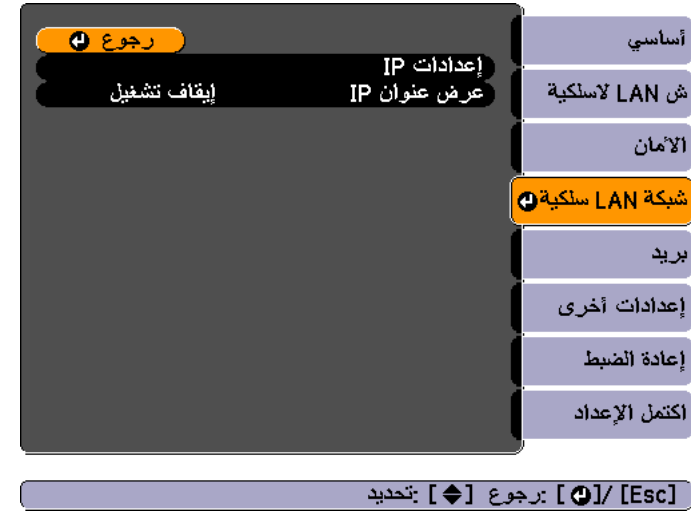 أساسي
ش LAN لاسلكية
الأمان
شبكة LAN سلكية
بريد
إعدادات أخرى
إعادة الضبط
اكتمل الإعداد
رجوع
إعدادات IP
عرض عنوان IP إيقاف تشغيل
[Esc] /[ ] :رجوع [ ] :تحديد